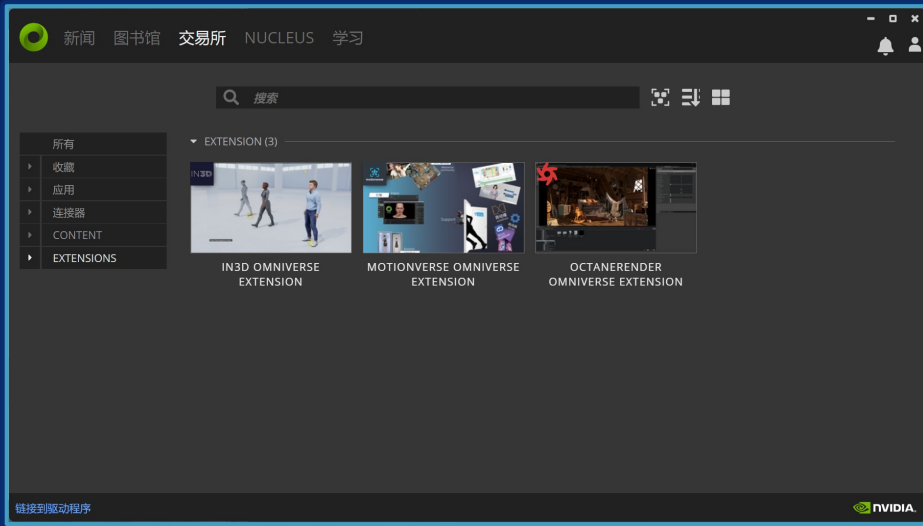 新闻 图书馆 交易所 NUCLEUS 学习
搜索
所有
收藏
应用
连接器
CONTENT
EXTENSIONS
EXTENSION (3)
IN3D
IN3D OMNIVERSE
EXTENSION
MOTIONVERSE OMNIVERSE
EXTENSION
OCTANERENDER
OMNIVERSE EXTENSION
链接到驱动程序
NVIDIA.